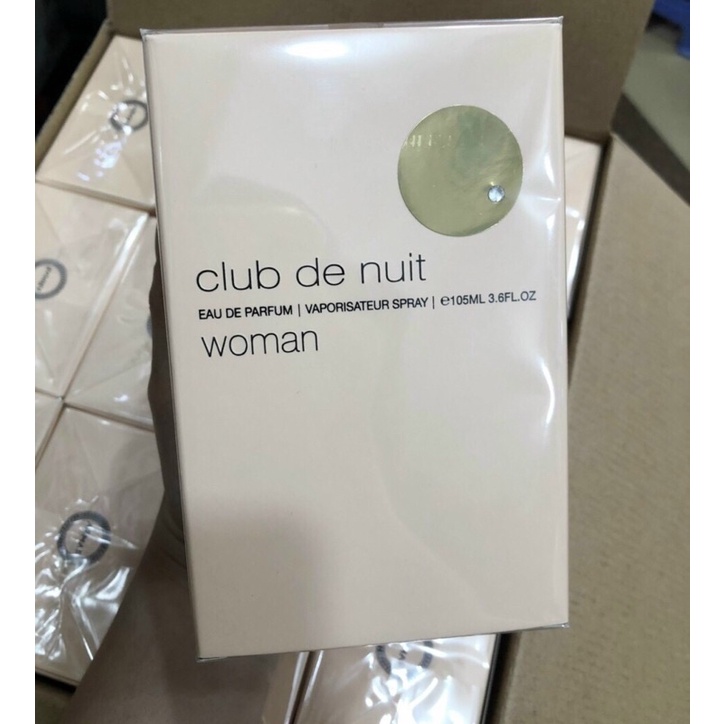 club de nuit
EAU DE PARFUM | VAPORISATEUR SPRAY | ℮105ML 3.6FL.OZ
woman